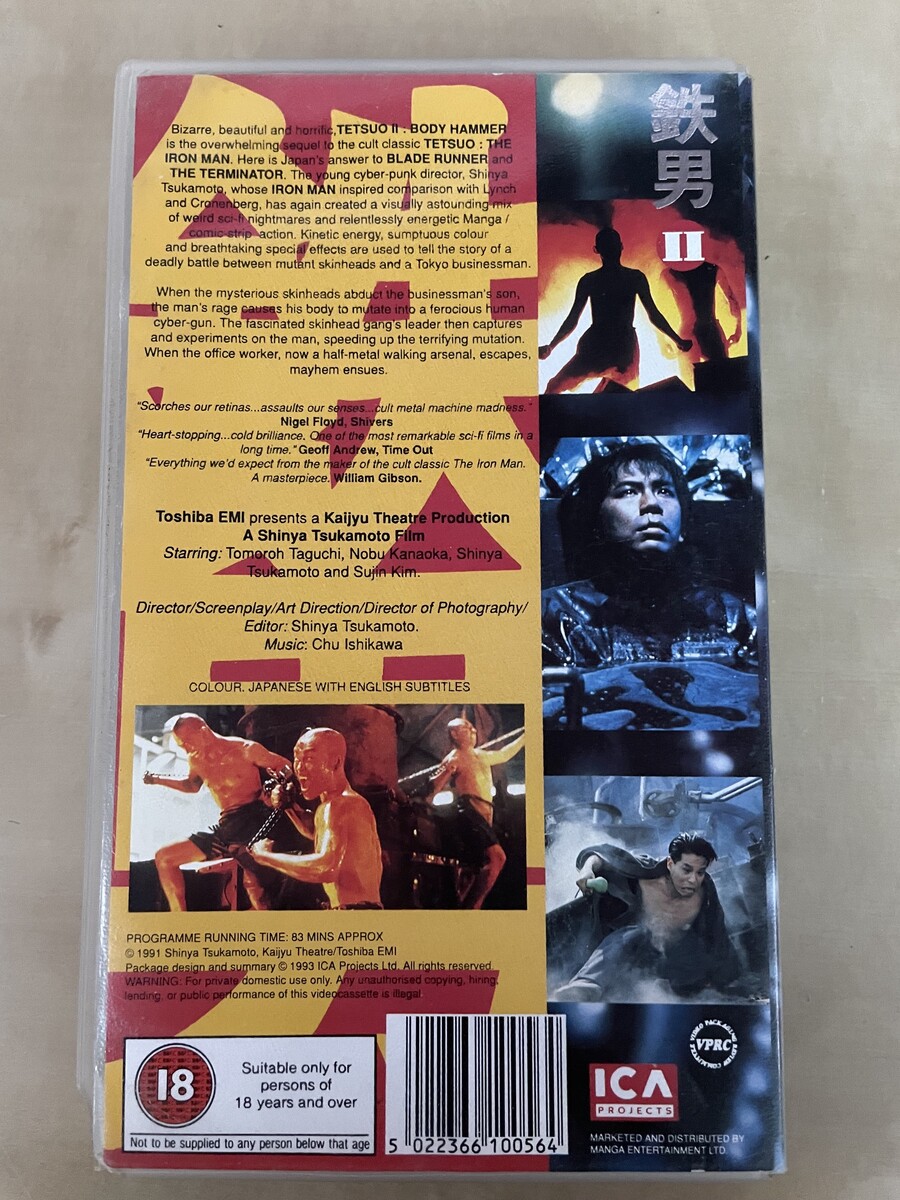 Bizarre, beautiful and horrific, TETSUO II : BODY HAMMER
is the overwhelming sequel to the cult classic TETSUO : THE
IRON MAN. Here is Japan's answer to BLADE RUNNER and
THE TERMINATOR. The young cyber-punk director, Shinya
Tsukamoto, whose IRON MAN inspired comparison with Lynch
and Cronenberg, has again created a visually astounding mix
of weird sci-fi nightmares and relentlessly energetic Manga /
comic-strip action. Kinetic energy, sumptuous colour
and breathtaking special effects are used to tell the story of a
deadly battle between mutant skinheads and a Tokyo businessman.
When the mysterious skinheads abduct the businessman's son,
the man's rage causes his body to mutate into a ferocious human
cyber-gun. The fascinated skinhead gang's leader then captures
and experiments on the man, speeding up the terrifying mutation.
When the office worker, now a half-metal walking arsenal, escapes,
mayhem ensues.
"Scorches our retinas...assaults our senses...cult metal machine madness."
Nigel Floyd, Shivers
"Heart-stopping...cold brilliance. One of the most remarkable sci-fi films in a
long time." Geoff Andrew, Time Out
"Everything we'd expect from the maker of the cult classic The Iron Man.
A masterpiece. William Gibson.
Toshiba EMI presents a Kaijyu Theatre Production
A Shinya Tsukamoto Film
Starring: Tomoroh Taguchi, Nobu Kanaoka, Shinya
Tsukamoto and Sujin Kim.
Director/Screenplay/Art Direction/Director of Photography/
Editor: Shinya Tsukamoto.
Music: Chu Ishikawa
COLOUR. JAPANESE WITH ENGLISH SUBTITLES
PROGRAMME RUNNING TIME: 83 MINS APPROX
© 1991 Shinya Tsukamoto, Kaijyu Theatre/Toshiba EMI
Package design and summary © 1993 ICA Projects Ltd. All rights reserved.
WARNING: For private domestic use only. Any unauthorised copying, hiring,
lending, or public performance of this videocassette is illegal.
18
Suitable only for
persons of
18 years and over
Not to be supplied to any person below that age
5 022366 100564
鉄男
II
VIDEO PACKAGING REVIEW COMMITTEE
VPRC
ICA
PROJECTS
MARKETED AND DISTRIBUTED BY
MANGA ENTERTAINMENT LTD